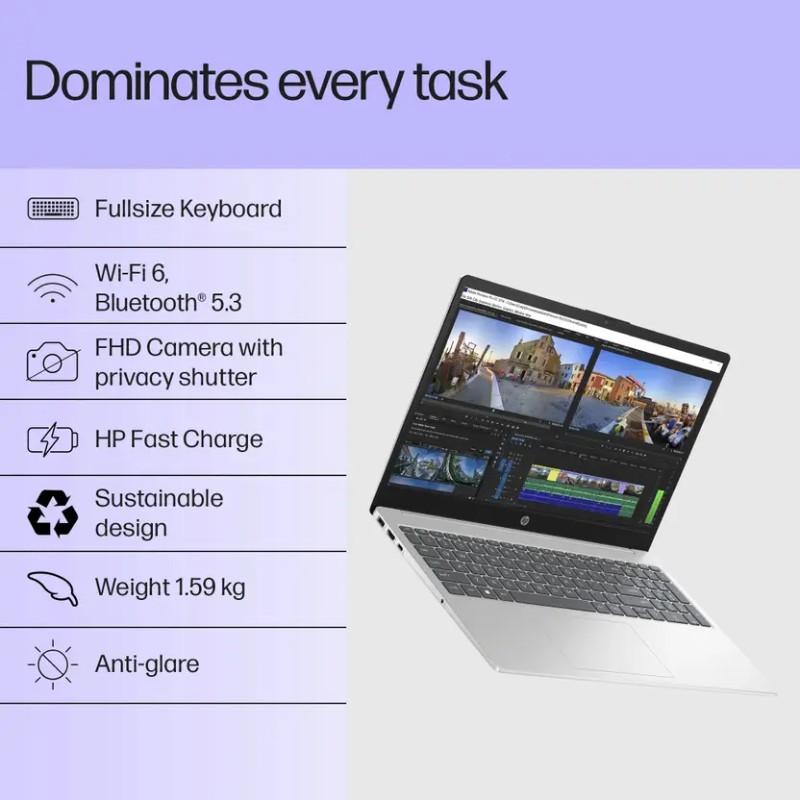 Dominates every task
Fullsize Keyboard
Wi-Fi 6,
Bluetooth® 5.3
FHD Camera with
privacy shutter
HP Fast Charge
Sustainable
design
Weight 1.59 kg
Anti-glare
hp